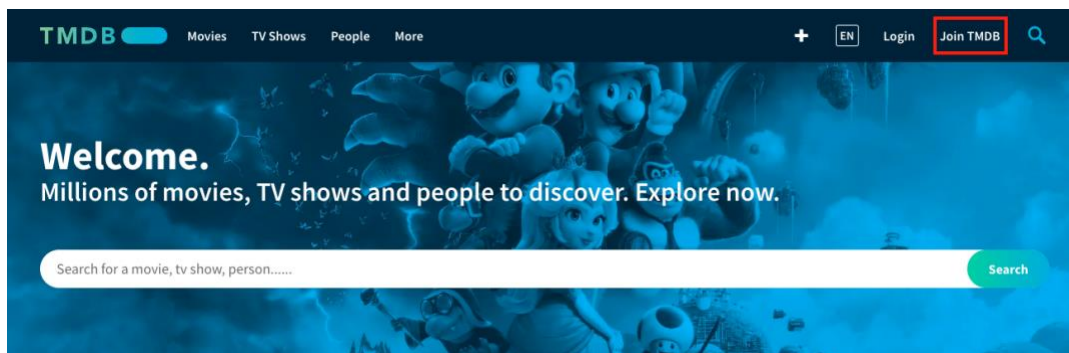 TMDB Movies TV Shows People More + EN Login Join TMDB
Welcome.
Millions of movies, TV shows and people to discover. Explore now.
Search for a movie, tv show, person...... Search